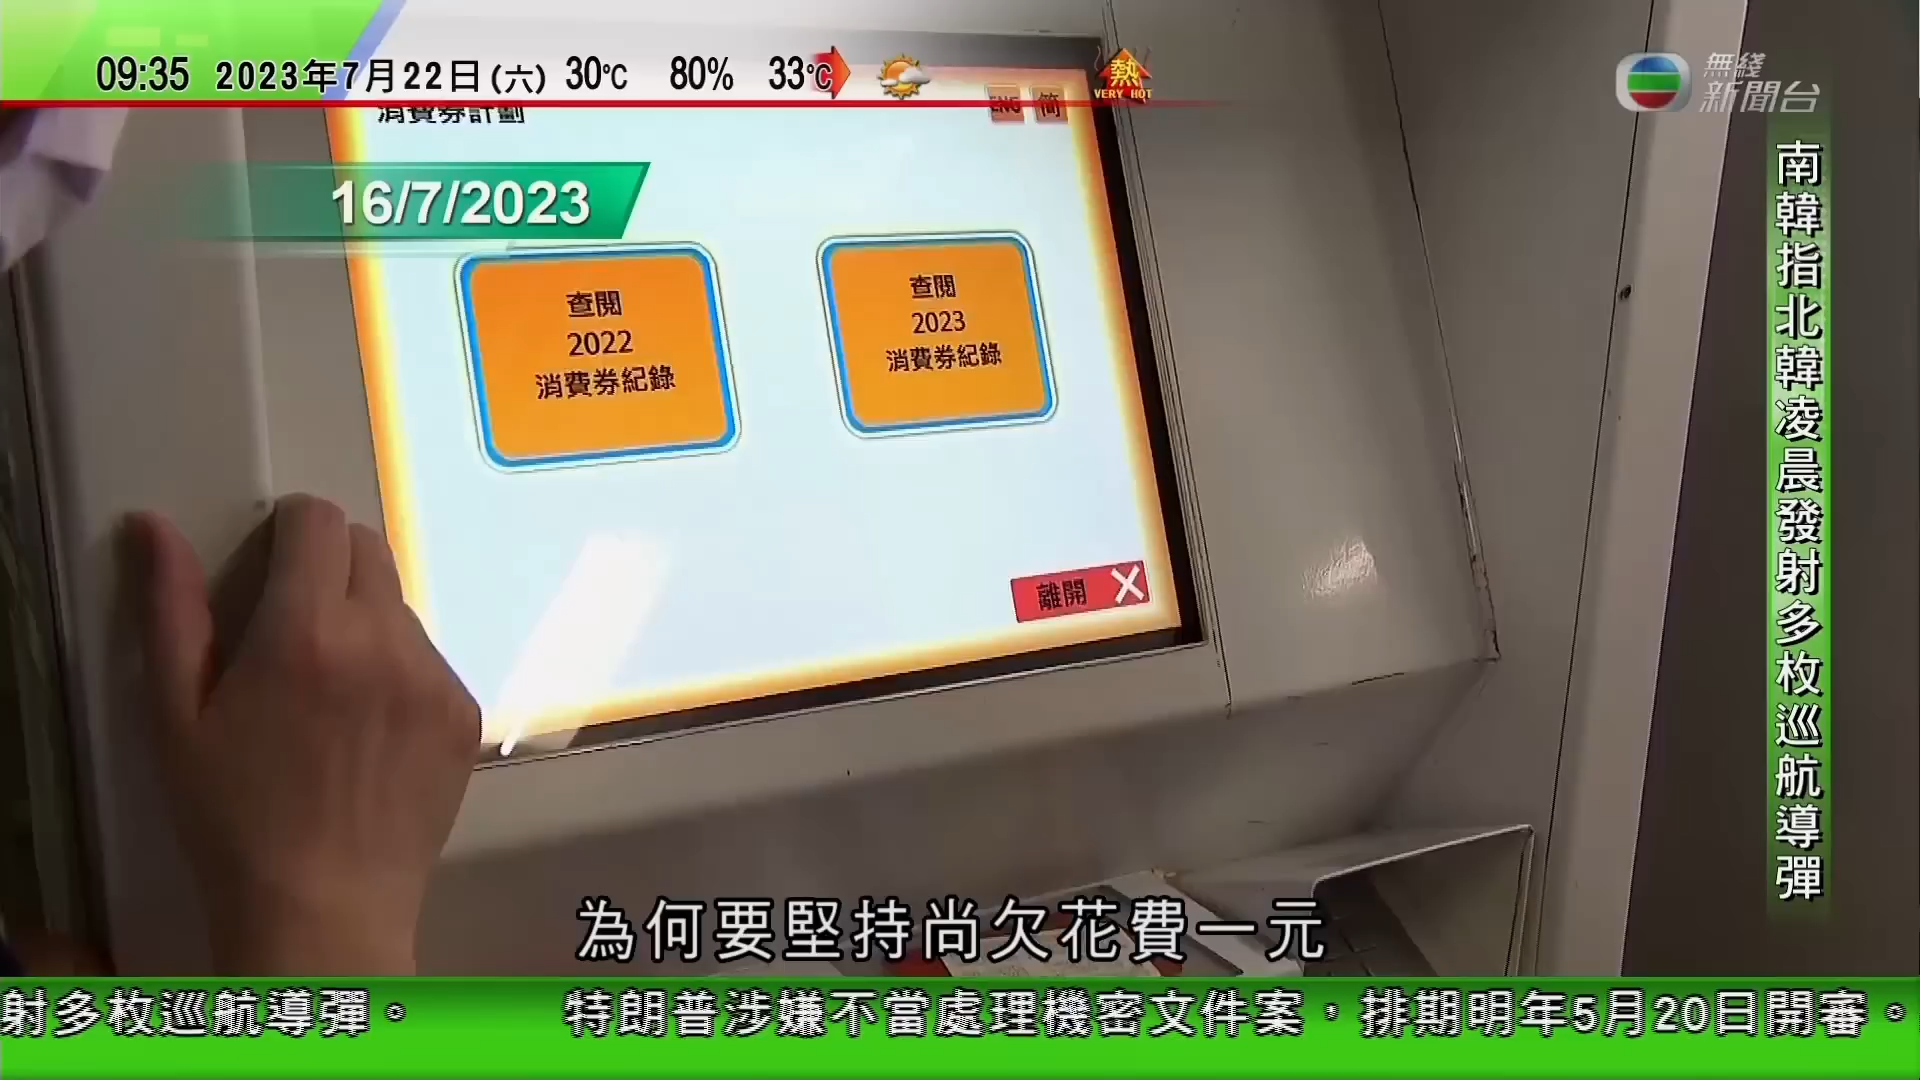 09:35 2023年7月22日(六) 30℃ 80% 33℃
VERY HOT
熱
無綫
新聞台
消費券計劃
ENG 簡
16/7/2023
查閱
2022
消費券紀錄
查閱
2023
消費券紀錄
離開
南韓指北韓凌晨發射多枚巡航導彈
為何要堅持尚欠花費一元
射多枚巡航導彈。 特朗普涉嫌不當處理機密文件案，排期明年5月20日開審。